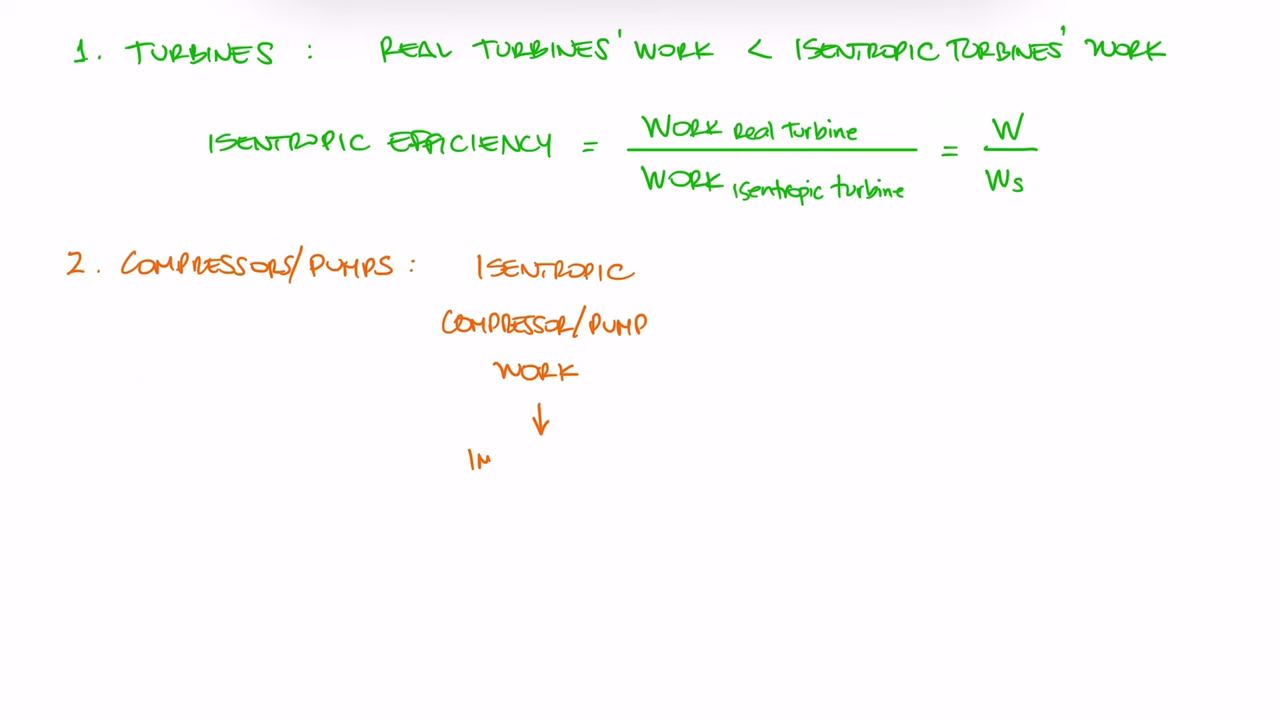 1. TURBINES : REAL TURBINES' WORK < ISENTROPIC TURBINES' WORK
ISENTROPIC EFFICIENCY = WORK Real turbine / WORK isentropic turbine = W / Ws
2. COMPRESSORS/PUMPS : ISENTROPIC
COMPRESSOR/PUMP
WORK
↓
IN